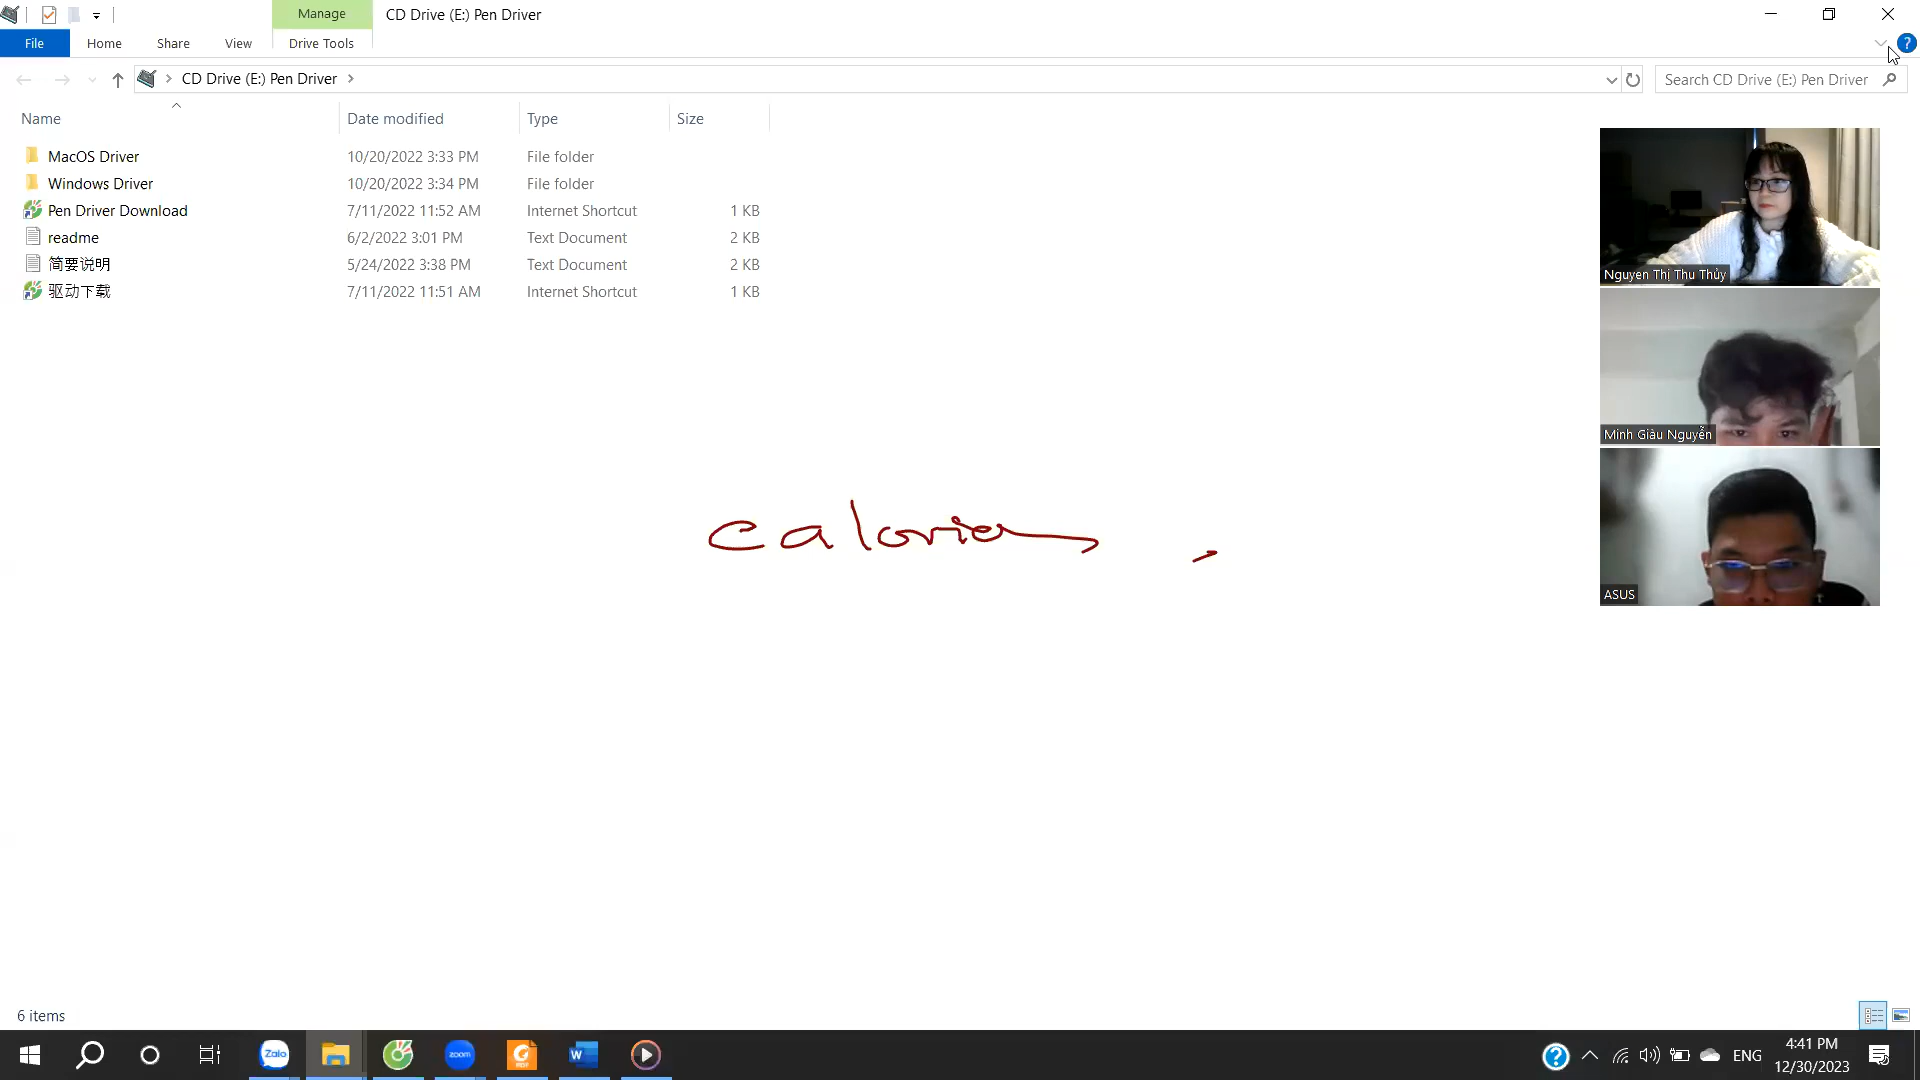 Manage
CD Drive (E:) Pen Driver
File
Home
Share
View
Drive Tools
CD Drive (E:) Pen Driver
Search CD Drive (E:) Pen Driver
Name Date modified Type Size
MacOS Driver 10/20/2022 3:33 PM File folder
Windows Driver 10/20/2022 3:34 PM File folder
Pen Driver Download 7/11/2022 11:52 AM Internet Shortcut 1 KB
readme 6/2/2022 3:01 PM Text Document 2 KB
简要说明 5/24/2022 3:38 PM Text Document 2 KB
驱动下载 7/11/2022 11:51 AM Internet Shortcut 1 KB
Nguyen Thị Thu Thủy
Minh Giàu Nguyễn
calories
ASUS
6 items
Zalo
zoom
PDF
W
ENG
4:41 PM
12/30/2023